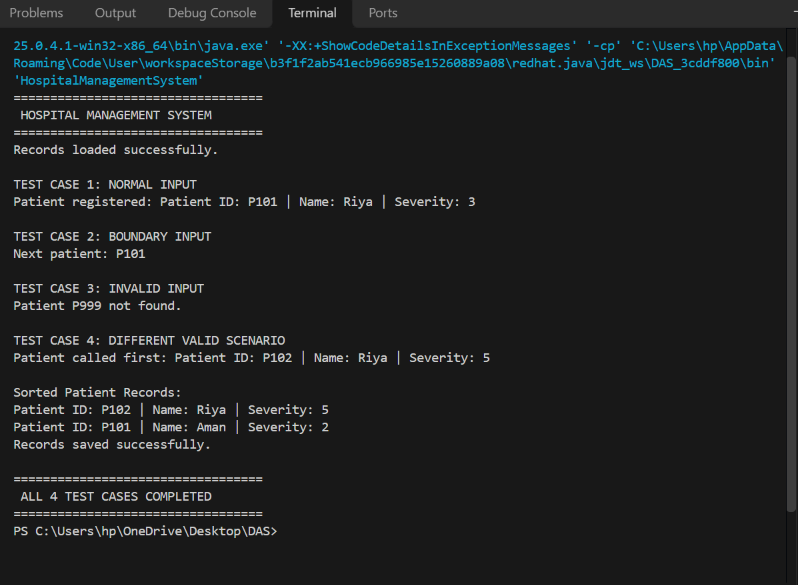 Problems Output Debug Console Terminal Ports
25.0.4.1-win32-x86_64\bin\java.exe' '-XX:+ShowCodeDetailsInExceptionMessages' '-cp' 'C:\Users\hp\AppData\
Roaming\Code\User\workspaceStorage\b3f1f2ab541ecb966985e15260889a08\redhat.java\jdt_ws\DAS_3cddf800\bin'
'HospitalManagementSystem'
==================================
HOSPITAL MANAGEMENT SYSTEM
==================================
Records loaded successfully.
TEST CASE 1: NORMAL INPUT
Patient registered: Patient ID: P101 | Name: Riya | Severity: 3
TEST CASE 2: BOUNDARY INPUT
Next patient: P101
TEST CASE 3: INVALID INPUT
Patient P999 not found.
TEST CASE 4: DIFFERENT VALID SCENARIO
Patient called first: Patient ID: P102 | Name: Riya | Severity: 5
Sorted Patient Records:
Patient ID: P102 | Name: Riya | Severity: 5
Patient ID: P101 | Name: Aman | Severity: 2
Records saved successfully.
==================================
ALL 4 TEST CASES COMPLETED
==================================
PS C:\Users\hp\OneDrive\Desktop\DAS>